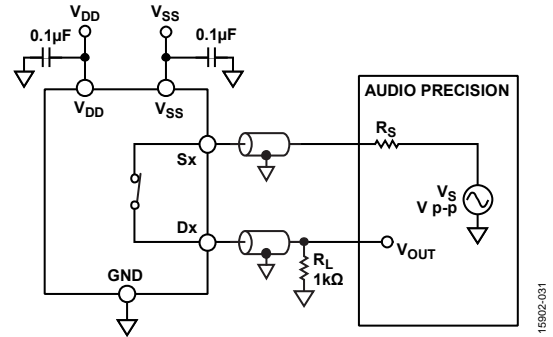 VDD
VSS
0.1µF
0.1µF
VDD
VSS
AUDIO PRECISION
Sx
RS
VS
V p-p
Dx
VOUT
RL
1kΩ
GND
15902-031